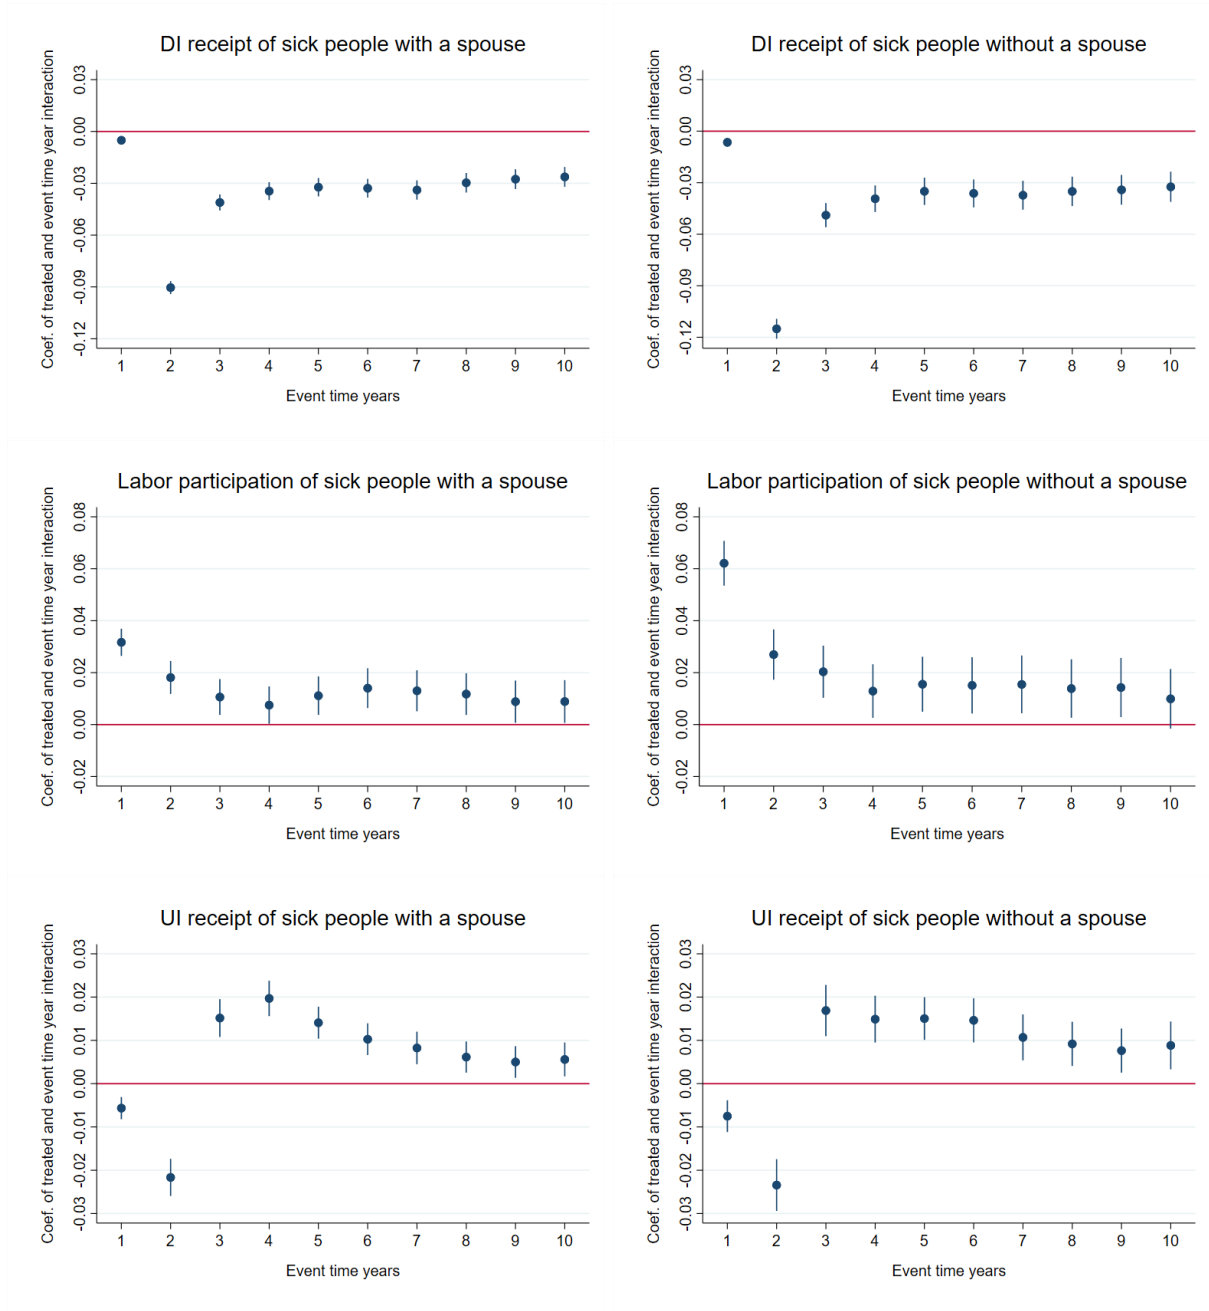 DI receipt of sick people with a spouse
Coef. of treated and event time year interaction
0.03
0.00
-0.03
-0.06
-0.09
-0.12
1 2 3 4 5 6 7 8 9 10
Event time years
DI receipt of sick people without a spouse
Coef. of treated and event time year interaction
0.03
0.00
-0.03
-0.06
-0.09
-0.12
1 2 3 4 5 6 7 8 9 10
Event time years
Labor participation of sick people with a spouse
Coef. of treated and event time year interaction
0.08
0.06
0.04
0.02
0.00
-0.02
1 2 3 4 5 6 7 8 9 10
Event time years
Labor participation of sick people without a spouse
Coef. of treated and event time year interaction
0.08
0.06
0.04
0.02
0.00
-0.02
1 2 3 4 5 6 7 8 9 10
Event time years
UI receipt of sick people with a spouse
Coef. of treated and event time year interaction
0.03
0.02
0.01
0.00
-0.01
-0.02
-0.03
1 2 3 4 5 6 7 8 9 10
Event time years
UI receipt of sick people without a spouse
Coef. of treated and event time year interaction
0.03
0.02
0.01
0.00
-0.01
-0.02
-0.03
1 2 3 4 5 6 7 8 9 10
Event time years